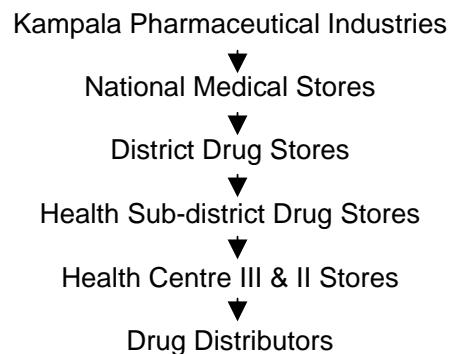 Kampala Pharmaceutical Industries
National Medical Stores
District Drug Stores
Health Sub-district Drug Stores
Health Centre III & II Stores
Drug Distributors